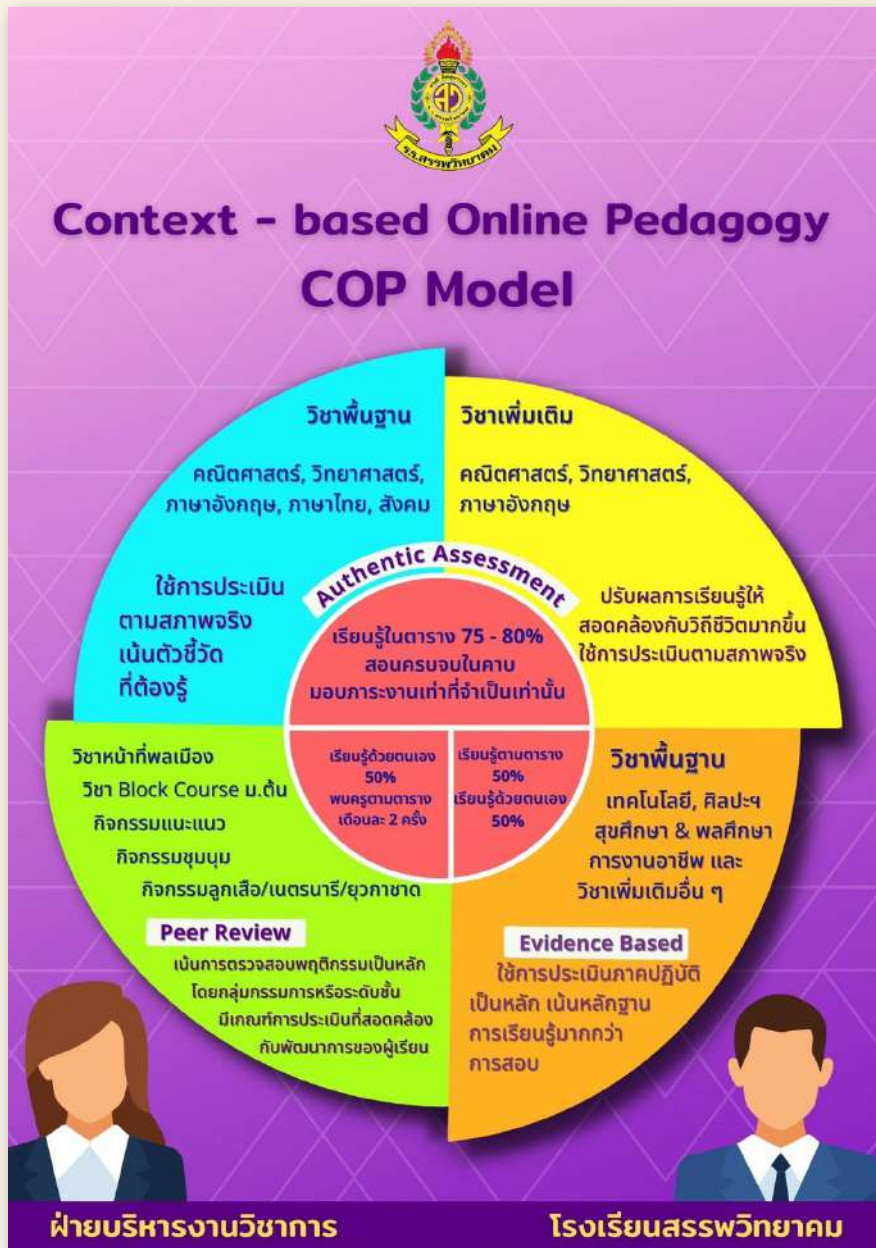 ร.ร.สรรพวิทยาคม
Context - based Online Pedagogy
COP Model
วิชาพื้นฐาน
คณิตศาสตร์, วิทยาศาสตร์,
ภาษาอังกฤษ, ภาษาไทย, สังคม
ใช้การประเมิน
ตามสภาพจริง
เน้นตัวชี้วัด
ที่ต้องรู้
วิชาเพิ่มเติม
คณิตศาสตร์, วิทยาศาสตร์,
ภาษาอังกฤษ
ปรับผลการเรียนรู้ให้
สอดคล้องกับวิถีชีวิตมากขึ้น
ใช้การประเมินตามสภาพจริง
Authentic Assessment
เรียนรู้ในตาราง 75 - 80%
สอนครบจบในคาบ
มอบภาระงานเท่าที่จำเป็นเท่านั้น
เรียนรู้ด้วยตนเอง
50%
พบครูตามตาราง
เดือนละ 2 ครั้ง
เรียนรู้ตามตาราง
50%
เรียนรู้ด้วยตนเอง
50%
วิชาหน้าที่พลเมือง
วิชา Block Course ม.ต้น
กิจกรรมแนะแนว
กิจกรรมชุมนุม
กิจกรรมลูกเสือ/เนตรนารี/ยุวกาชาด
Peer Review
เน้นการตรวจสอบพฤติกรรมเป็นหลัก
โดยกลุ่มกรรมการหรือระดับชั้น
มีเกณฑ์การประเมินที่สอดคล้อง
กับพัฒนาการของผู้เรียน
วิชาพื้นฐาน
เทคโนโลยี, ศิลปะฯ
สุขศึกษา & พลศึกษา
การงานอาชีพ และ
วิชาเพิ่มเติมอื่น ๆ
Evidence Based
ใช้การประเมินภาคปฏิบัติ
เป็นหลัก เน้นหลักฐาน
การเรียนรู้มากกว่า
การสอบ
ฝ่ายบริหารงานวิชาการ
โรงเรียนสรรพวิทยาคม